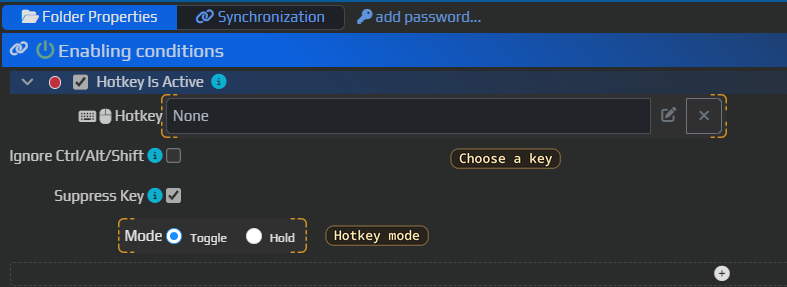 Folder Properties Synchronization add password...
Enabling conditions
Hotkey Is Active
Hotkey None
Ignore Ctrl/Alt/Shift Choose a key
Suppress Key
Mode Toggle Hold Hotkey mode